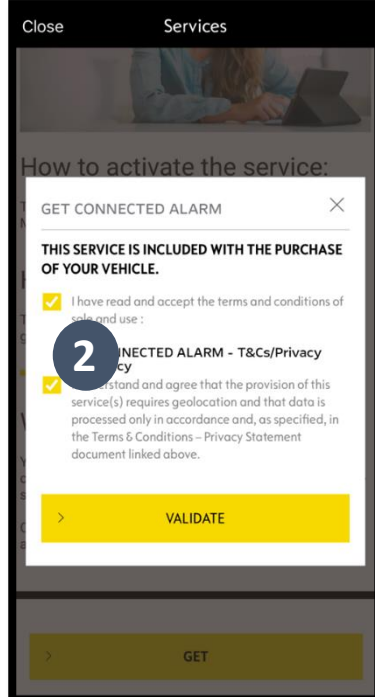 Close Services
How to activate the service:
GET CONNECTED ALARM
THIS SERVICE IS INCLUDED WITH THE PURCHASE
OF YOUR VEHICLE.
I have read and accept the terms and conditions of
sale and use :
2
ALARM - T&Cs/Privacy
and agree that the provision of this
service(s) requires geolocation and that data is
processed only in accordance and, as specified, in
the Terms & Conditions – Privacy Statement
document linked above.
VALIDATE
GET